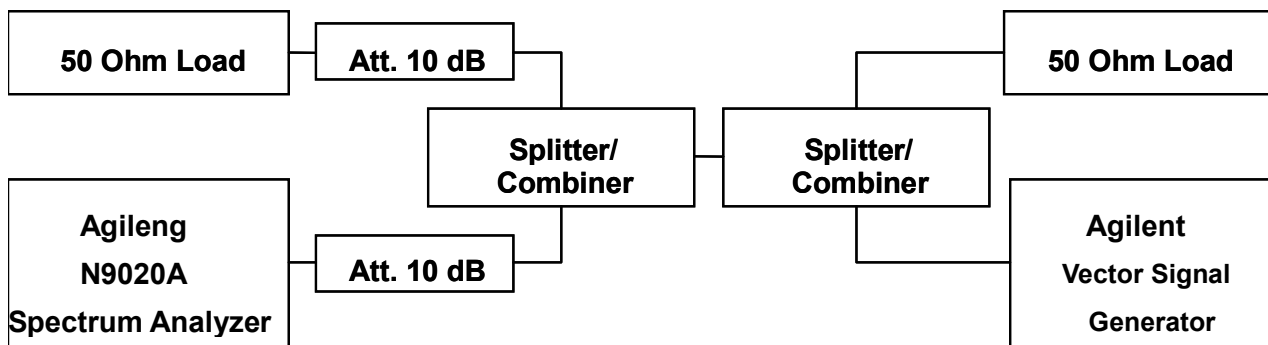 50 Ohm Load
Att. 10 dB
50 Ohm Load
Splitter/
Combiner
Splitter/
Combiner
Agileng
N9020A
Spectrum Analyzer
Att. 10 dB
Agilent
Vector Signal
Generator